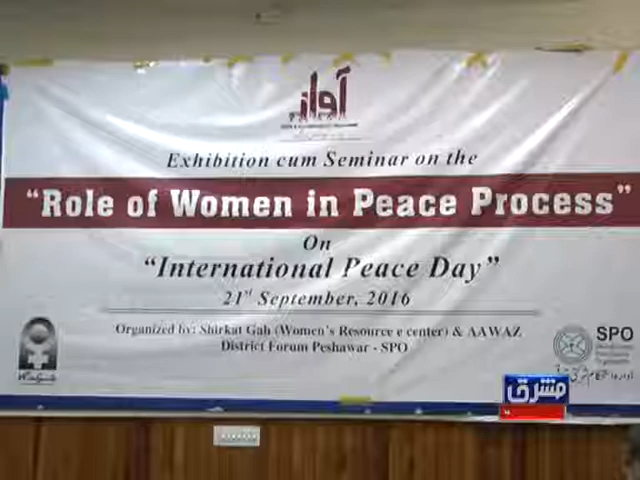 آواز
Exhibition cum Seminar on the
"Role of Women in Peace Process"
On
"International Peace Day"
21st September, 2016
Organized by: Shirkat Gah (Women's Resource e center) & AAWAZ
District Forum Peshawar - SPO
SPO
مشرق